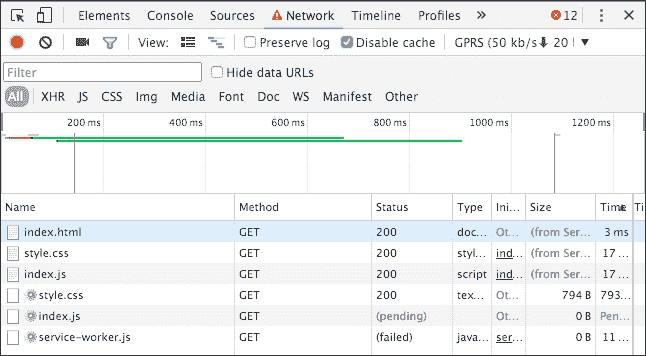 Elements Console Sources Network Timeline Profiles » 12
View: Preserve log Disable cache GPRS (50 kb/s 20
Filter Hide data URLs
All XHR JS CSS Img Media Font Doc WS Manifest Other
200 ms 400 ms 600 ms 800 ms 1000 ms 1200 ms
Name Method Status Type Ini... Size Time Ti
index.html GET 200 doc... Ot... (from Ser... 3 ms
style.css GET 200 styl... ind... (from Ser... 17 ...
index.js GET 200 script ind... (from Ser... 17 ...
style.css GET 200 tex... Ot... 794 B 793...
index.js GET (pending) Ot... 0 B Pen...
service-worker.js GET (failed) java... ser... 0 B 11 ...